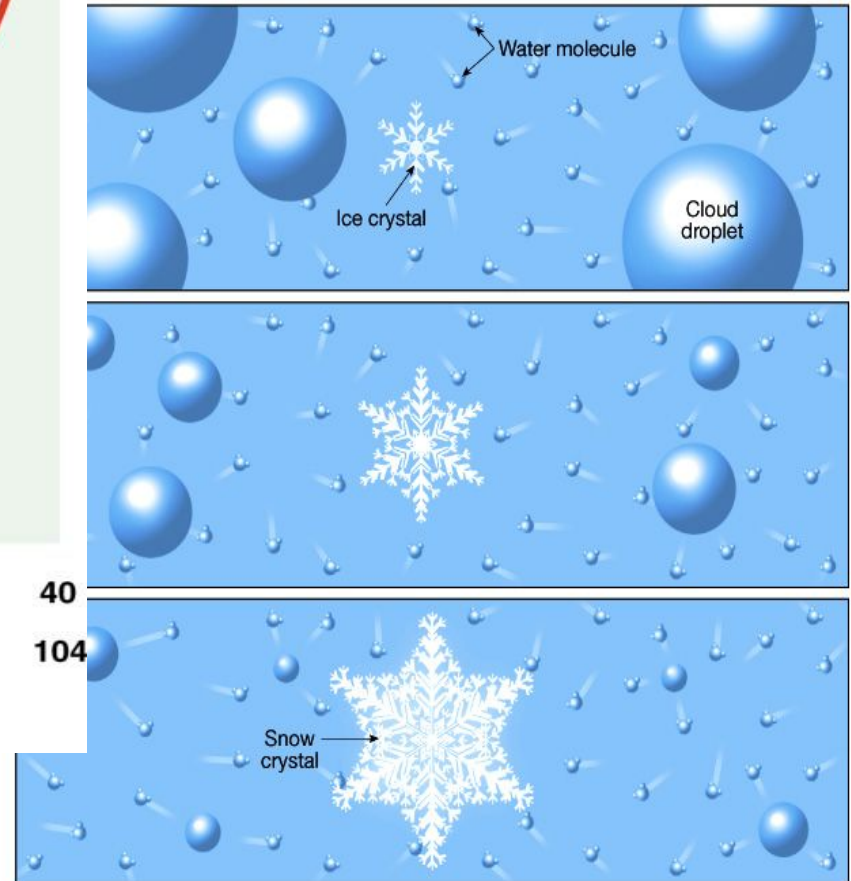 Water molecule
Ice crystal
Cloud
droplet
40
104
Snow
crystal